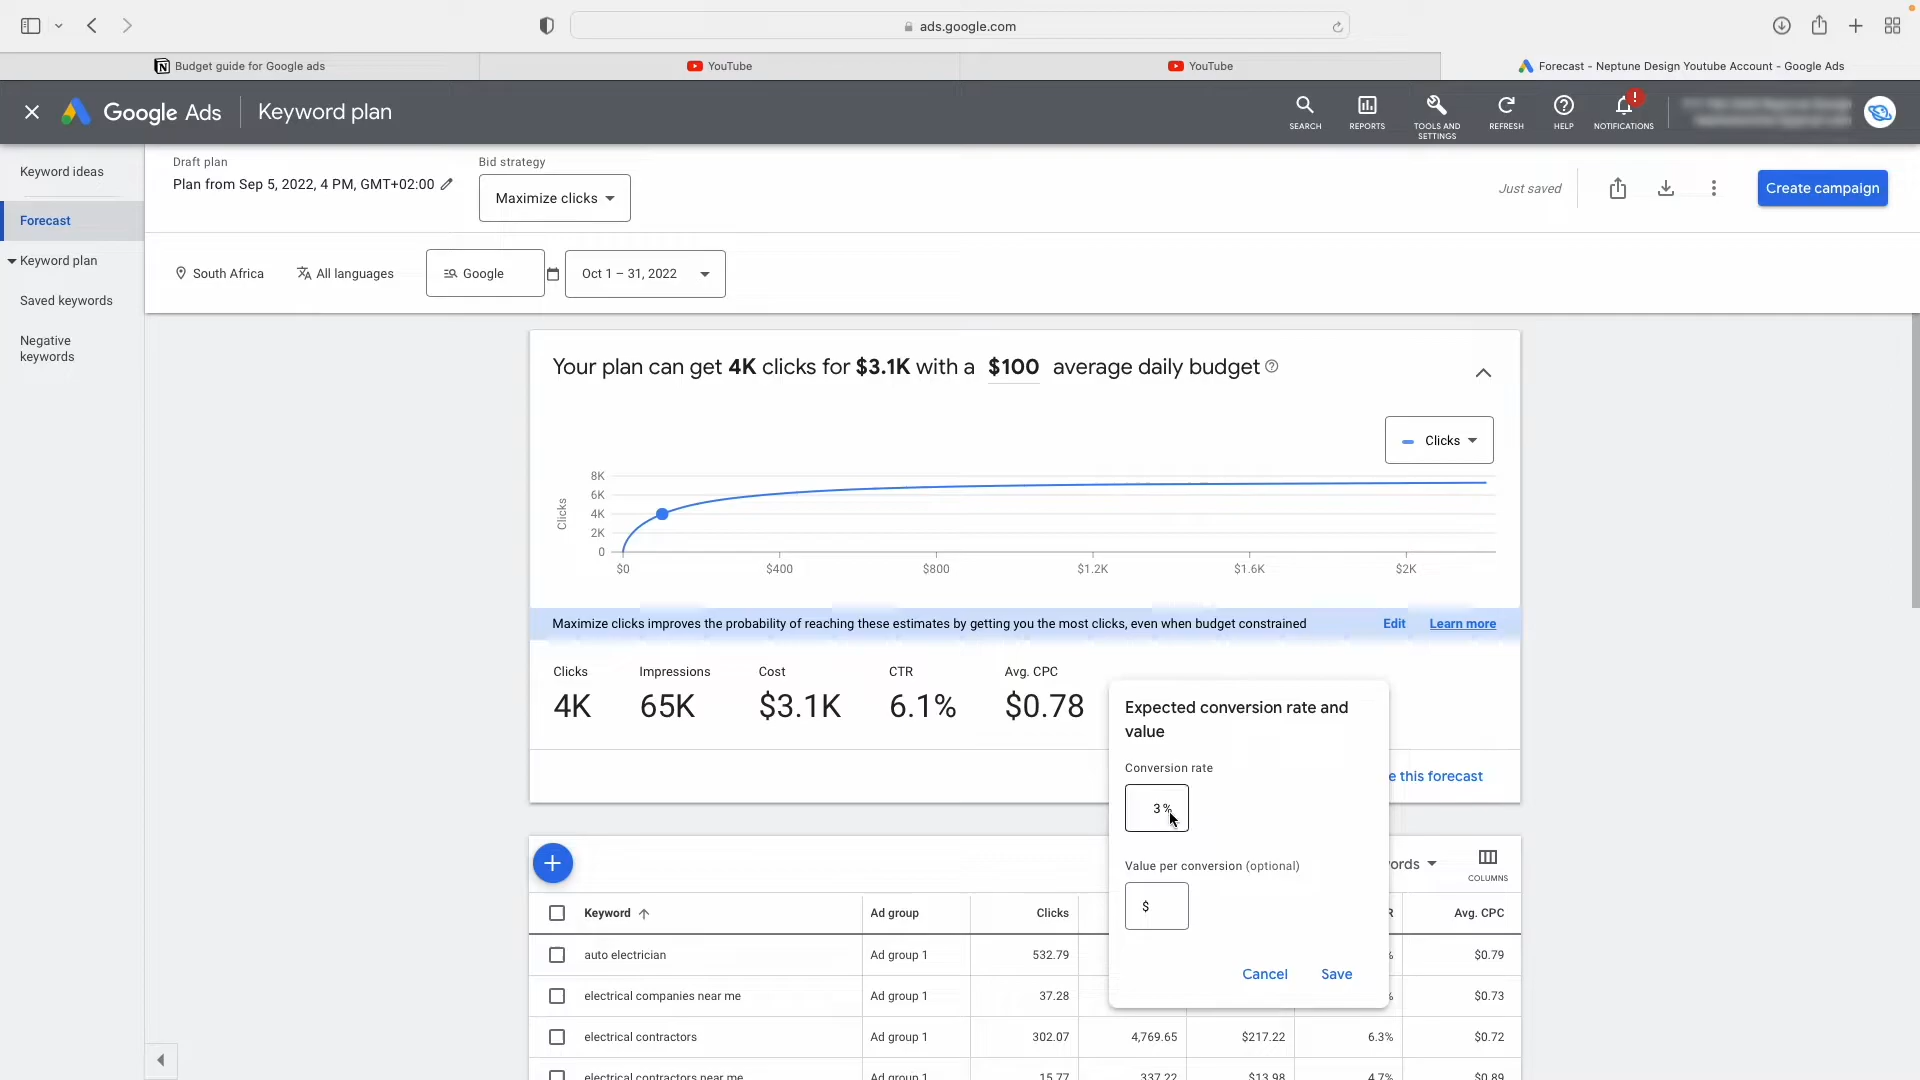 ads.google.com
Budget guide for Google ads
YouTube
YouTube
Forecast - Neptune Design Youtube Account - Google Ads
Google Ads
Keyword plan
SEARCH
REPORTS
TOOLS AND SETTINGS
REFRESH
HELP
!
NOTIFICATIONS
Keyword ideas
Forecast
Keyword plan
Saved keywords
Negative
keywords
Draft plan
Plan from Sep 5, 2022, 4 PM, GMT+02:00
Bid strategy
Maximize clicks
Just saved
Create campaign
South Africa
All languages
Google
Oct 1 – 31, 2022
Your plan can get 4K clicks for $3.1K with a $100 average daily budget
Clicks
Clicks
8K
6K
4K
2K
0
$0
$400
$800
$1.2K
$1.6K
$2K
Maximize clicks improves the probability of reaching these estimates by getting you the most clicks, even when budget constrained
Edit
Learn more
Clicks
4K
Impressions
65K
Cost
$3.1K
CTR
6.1%
Avg. CPC
$0.78
Expected conversion rate and
value
Conversion rate
3%
Value per conversion (optional)
$
Cancel
Save
e this forecast
ords
COLUMNS
Keyword
Ad group
Clicks
R
Avg. CPC
auto electrician
Ad group 1
532.79
%
$0.79
electrical companies near me
Ad group 1
37.28
%
$0.73
electrical contractors
Ad group 1
302.07
4,769.65
$217.22
6.3%
$0.72
electrical contractors near me
Ad group 1
15.77
337.22
$13.98
4.7%
$0.89